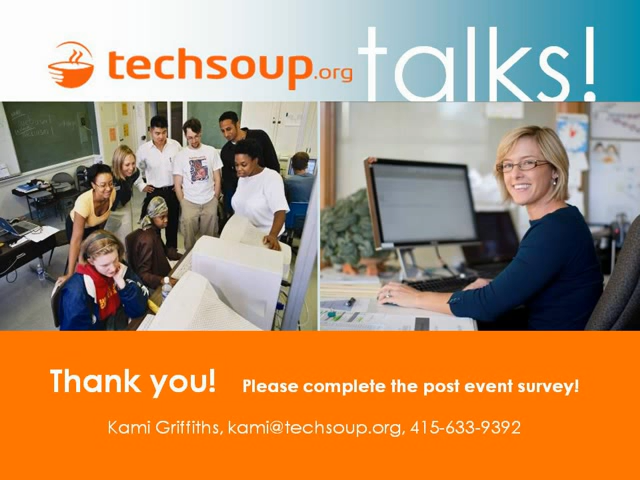 techsoup.org talks!
Thank you! Please complete the post event survey!
Kami Griffiths, kami@techsoup.org, 415-633-9392